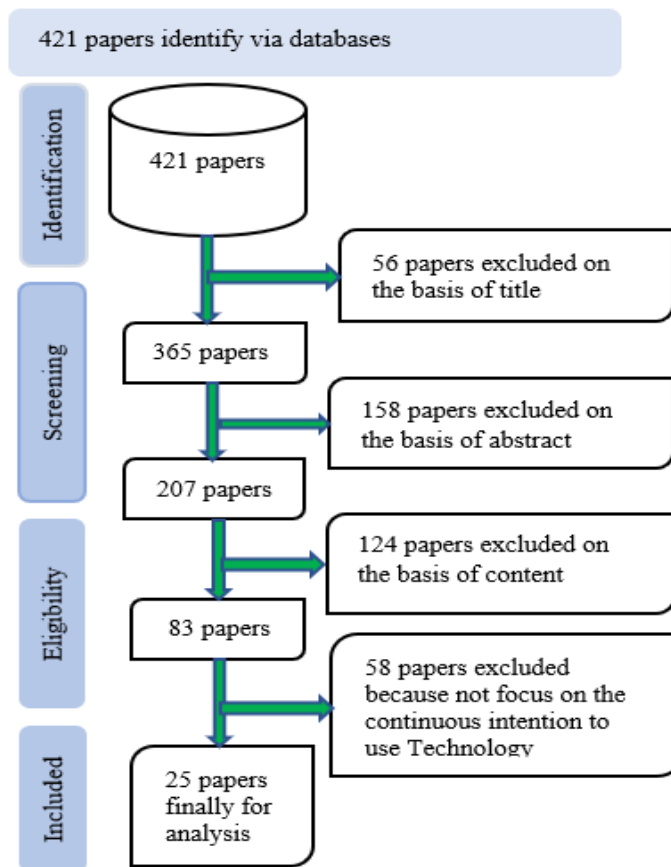 421 papers identify via databases
Identification
421 papers
56 papers excluded on
the basis of title
Screening
365 papers
158 papers excluded on
the basis of abstract
207 papers
Eligibility
124 papers excluded on
the basis of content
83 papers
58 papers excluded
because not focus on the
continuous intention to
use Technology
Included
25 papers
finally for
analysis